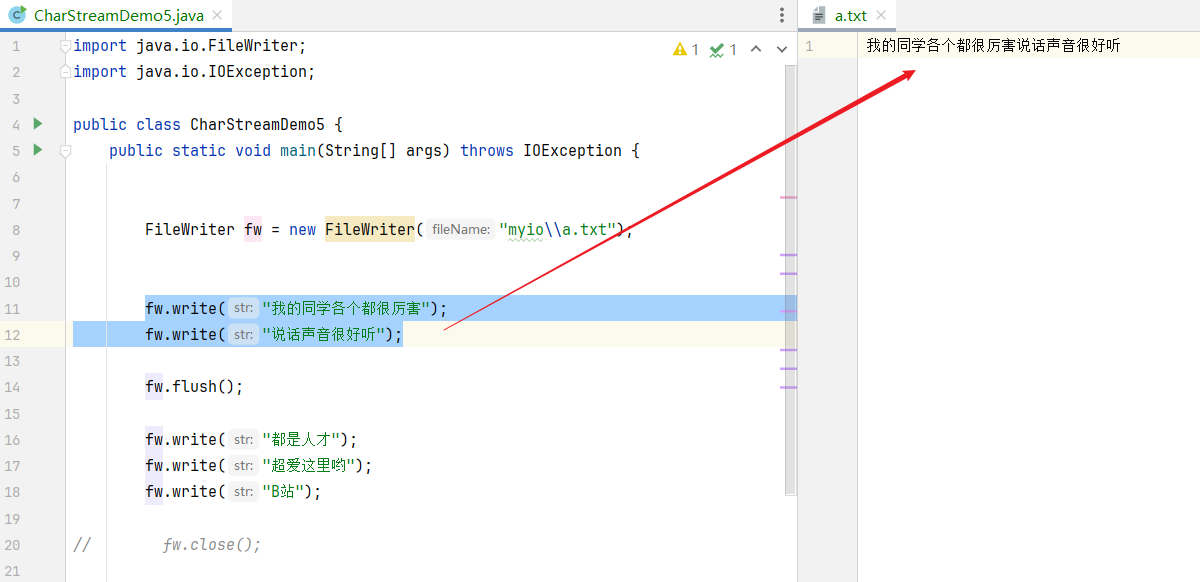 CharStreamDemo5.java
a.txt
1 import java.io.FileWriter;
1 1
2 import java.io.IOException;
3
4 public class CharStreamDemo5 {
5 public static void main(String[] args) throws IOException {
6
7
8 FileWriter fw = new FileWriter( fileName: "myio\\a.txt");
9
10
11 fw.write( str: "我的同学各个都很厉害");
12 fw.write( str: "说话声音很好听");
13
14 fw.flush();
15
16 fw.write( str: "都是人才");
17 fw.write( str: "超爱这里哟");
18 fw.write( str: "B站");
19
20 // fw.close();
21
1 我的同学各个都很厉害说话声音很好听